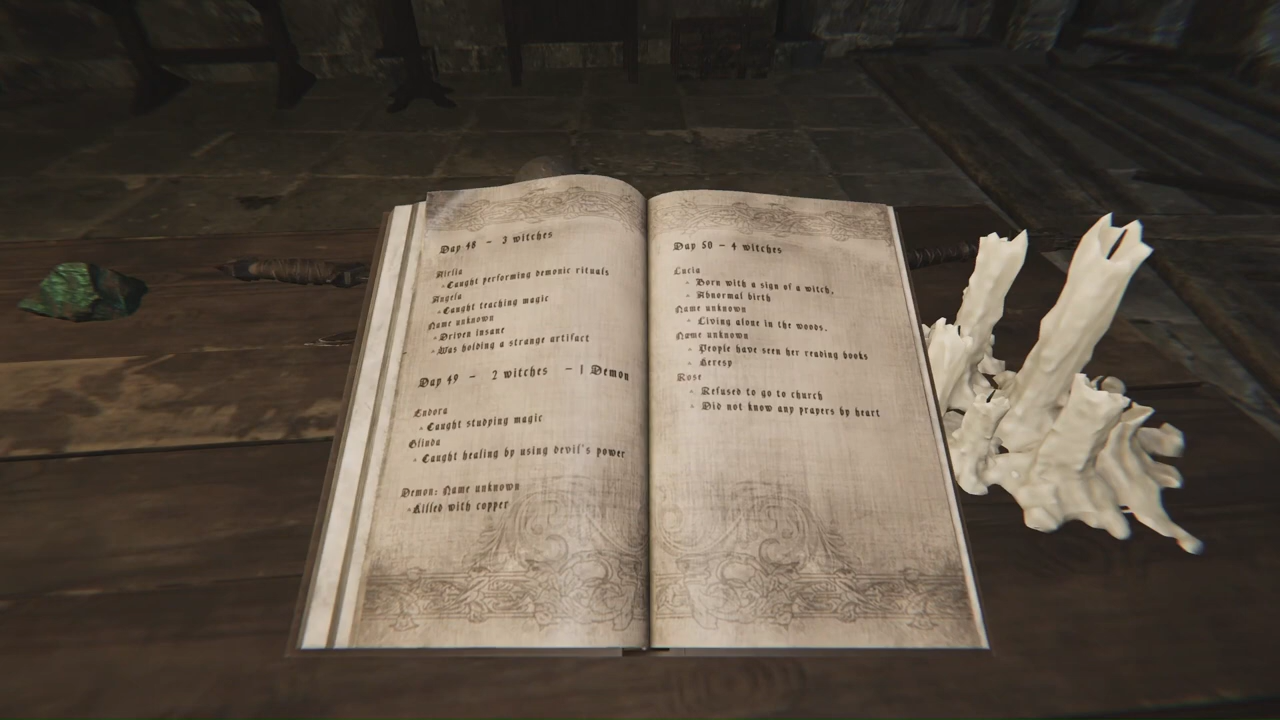 Day 48 - 3 witches
Airlia
- Caught performing demonic rituals
Angela
- Caught teaching magic
Name unknown
- Driven insane
- Was holding a strange artifact
Day 49 - 2 witches - 1 Demon
Endora
- Caught studying magic
Glinda
- Caught healing by using devil's power
Demon: Name unknown
- Killed with copper
Day 50 - 4 witches
Lucia
- Born with a sign of a witch.
- Abnormal birth
Name unknown
- Living alone in the woods.
Name unknown
- People have seen her reading books
- Heresy
Rose
- Refused to go to church
- Did not know any prayers by heart